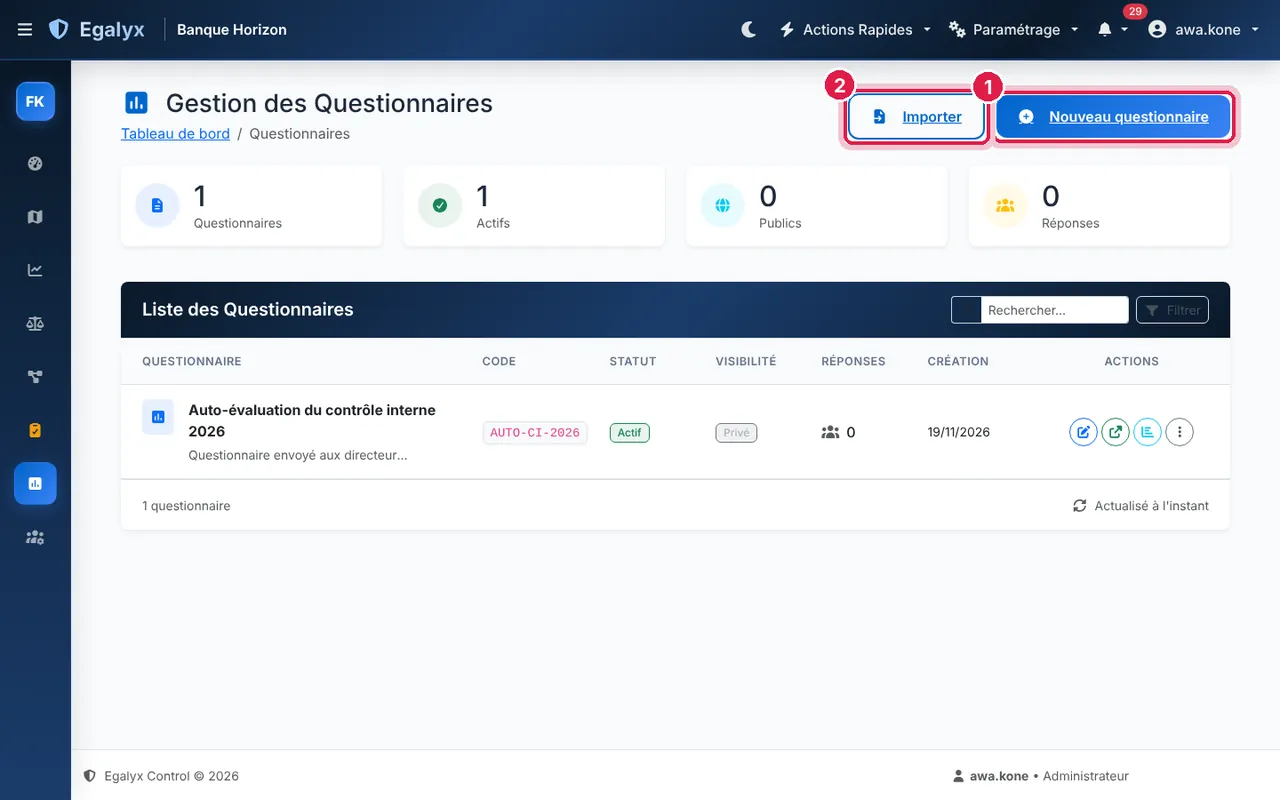 Egalyx
Banque Horizon
Actions Rapides
Paramétrage
29
awa.kone
FK
Gestion des Questionnaires
Tableau de bord / Questionnaires
2
Importer
1
Nouveau questionnaire
1
Questionnaires
1
Actifs
0
Publics
0
Réponses
Liste des Questionnaires
Rechercher...
Filtrer
QUESTIONNAIRE CODE STATUT VISIBILITÉ RÉPONSES CRÉATION ACTIONS
Auto-évaluation du contrôle interne
2026
Questionnaire envoyé aux directeur...
AUTO-CI-2026
Actif
Privé
0
19/11/2026
1 questionnaire
Actualisé à l'instant
Egalyx Control © 2026
awa.kone • Administrateur